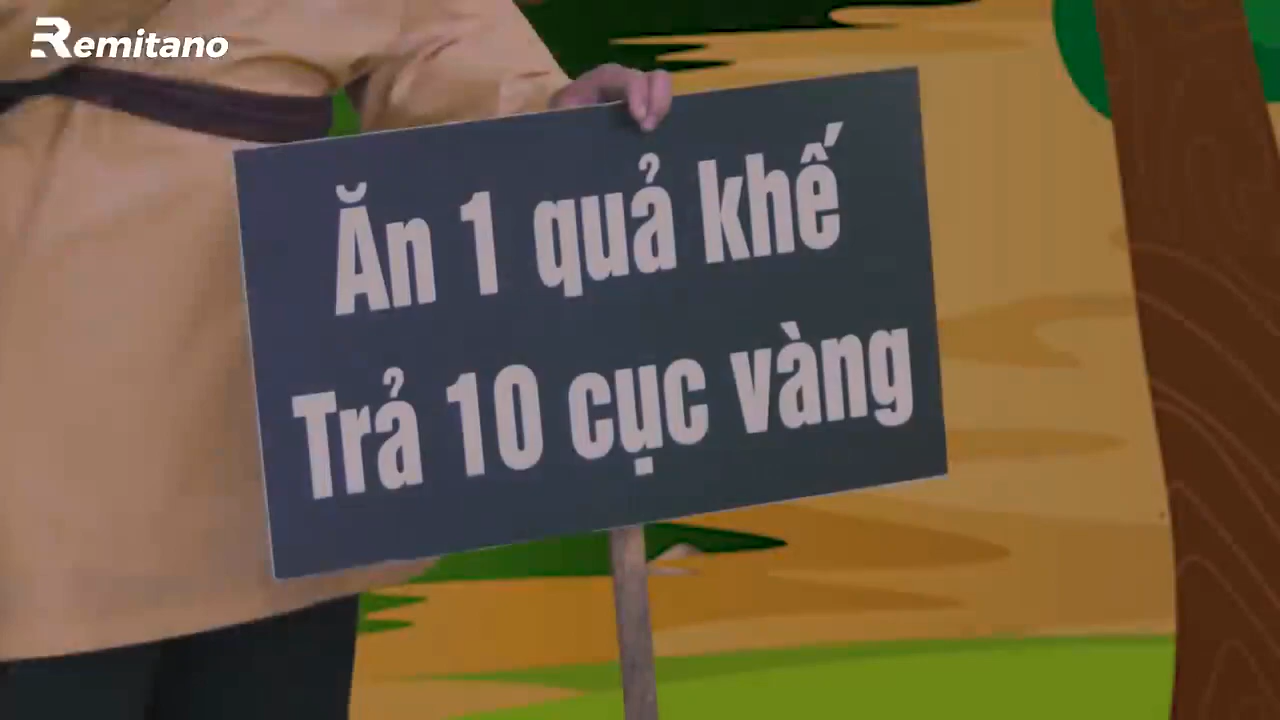 Remitano
Ăn 1 quả khế
Trả 10 cục vàng